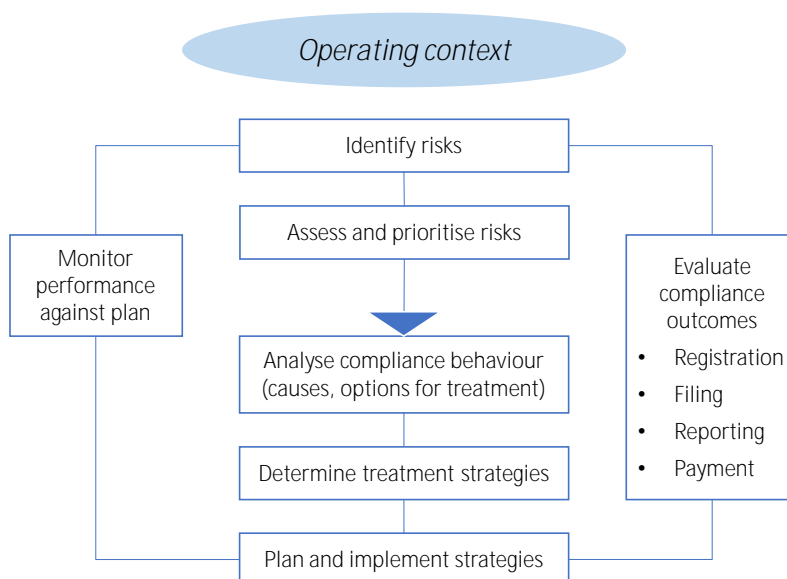 Operating context
Identify risks
Assess and prioritise risks
Monitor
performance
against plan
Evaluate
compliance
outcomes
• Registration
• Filing
• Reporting
• Payment
Analyse compliance behaviour
(causes, options for treatment)
Determine treatment strategies
Plan and implement strategies